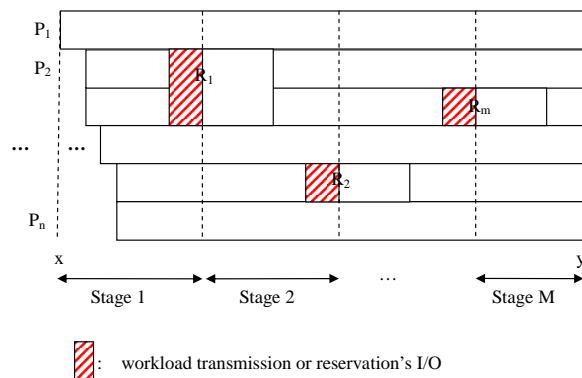 P1
P2
R1
Rm
... ...
R2
Pn
x y
...
Stage 1 Stage 2 Stage M
: workload transmission or reservation's I/O